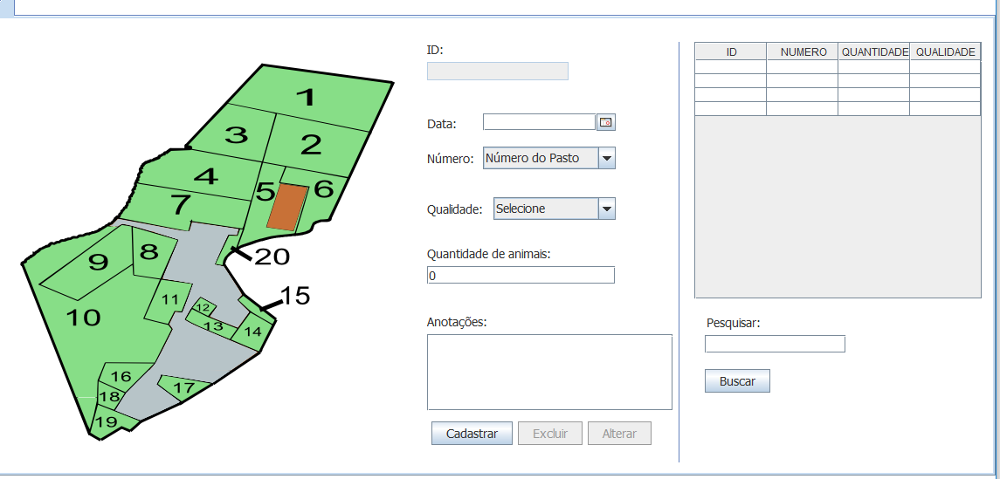 1
3
2
4
5
6
7
20
8
9
15
11
12
10
13
14
16
17
18
19
ID:
Data:
Número: Número do Pasto
Qualidade: Selecione
Quantidade de animais:
0
Anotações:
Cadastrar Excluir Alterar
ID NUMERO QUANTIDADE QUALIDADE
Pesquisar:
Buscar